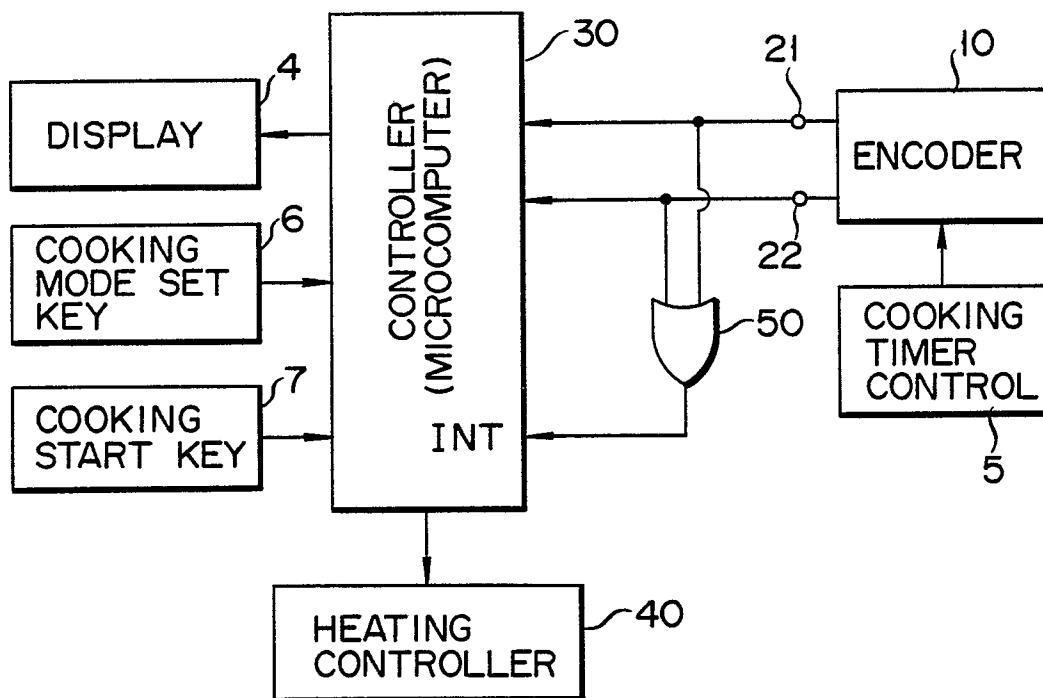 30
21
10
4
DISPLAY
CONTROLLER
(MICROCOMPUTER)
ENCODER
6
COOKING
MODE SET
KEY
22
50
COOKING
TIMER
CONTROL
5
7
COOKING
START KEY
INT
HEATING
CONTROLLER
40